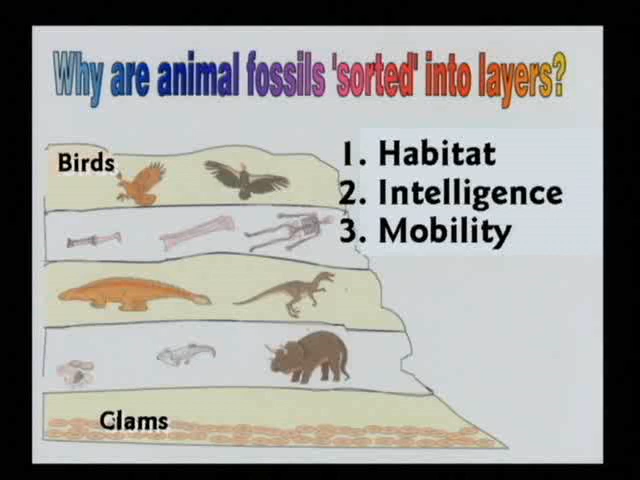 Why are animal fossils 'sorted' into layers?
Birds
1. Habitat
2. Intelligence
3. Mobility
Clams